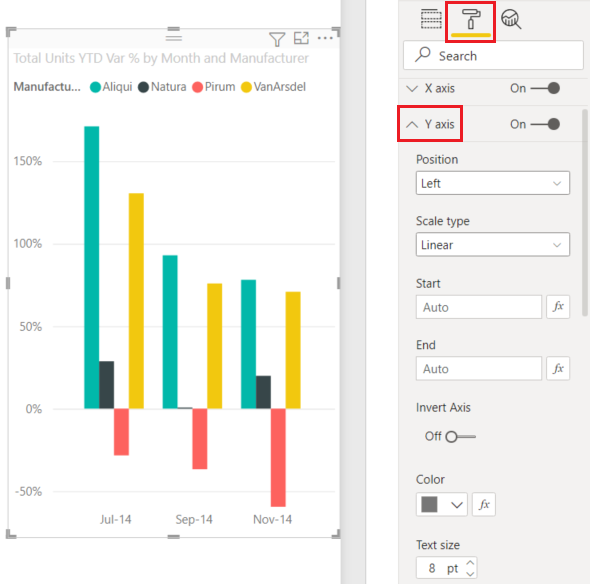 Total Units YTD Var % by Month and Manufacturer
Manufactu... Aliqui Natura Pirum VanArsdel
150%
100%
50%
0%
-50%
Jul-14 Sep-14 Nov-14
Search
X axis On
Y axis On
Position
Left
Scale type
Linear
Start
Auto fx
End
Auto fx
Invert Axis
Off
Color
fx
Text size
8 pt